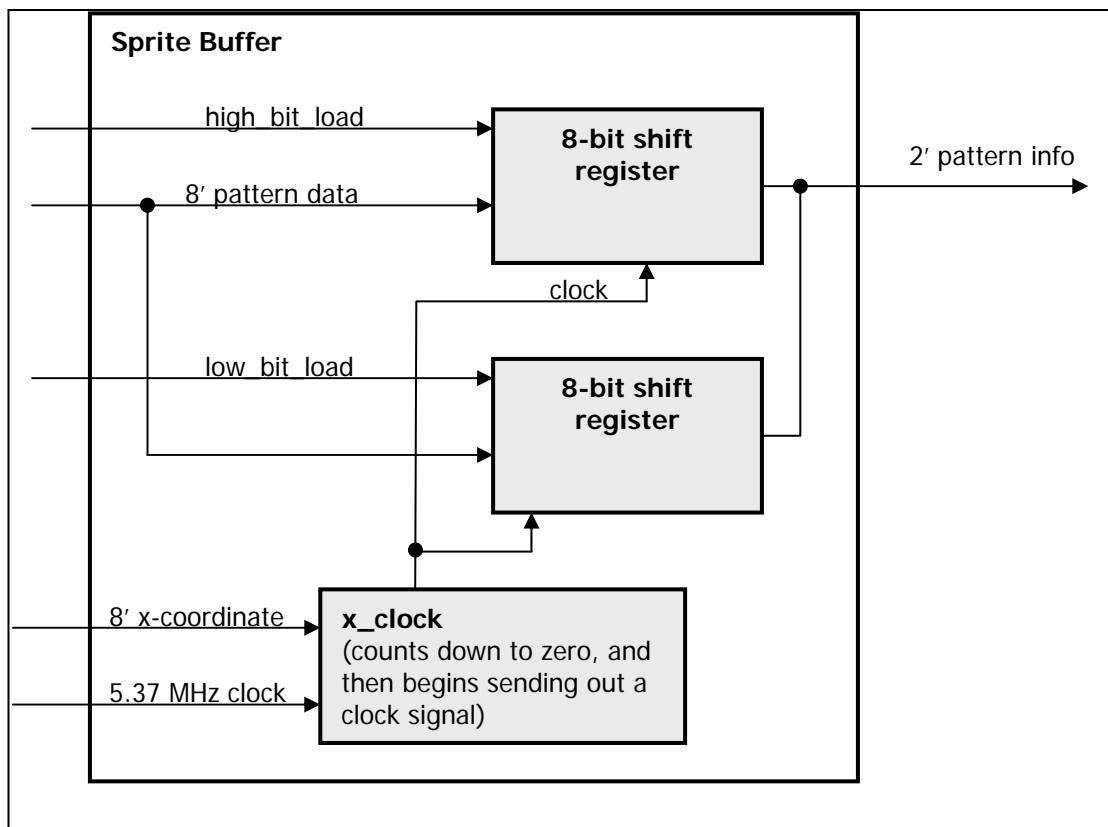 Sprite Buffer
high_bit_load
8-bit shift
register
2’ pattern info
8’ pattern data
clock
low_bit_load
8-bit shift
register
8’ x-coordinate
x_clock
(counts down to zero, and
then begins sending out a
clock signal)
5.37 MHz clock